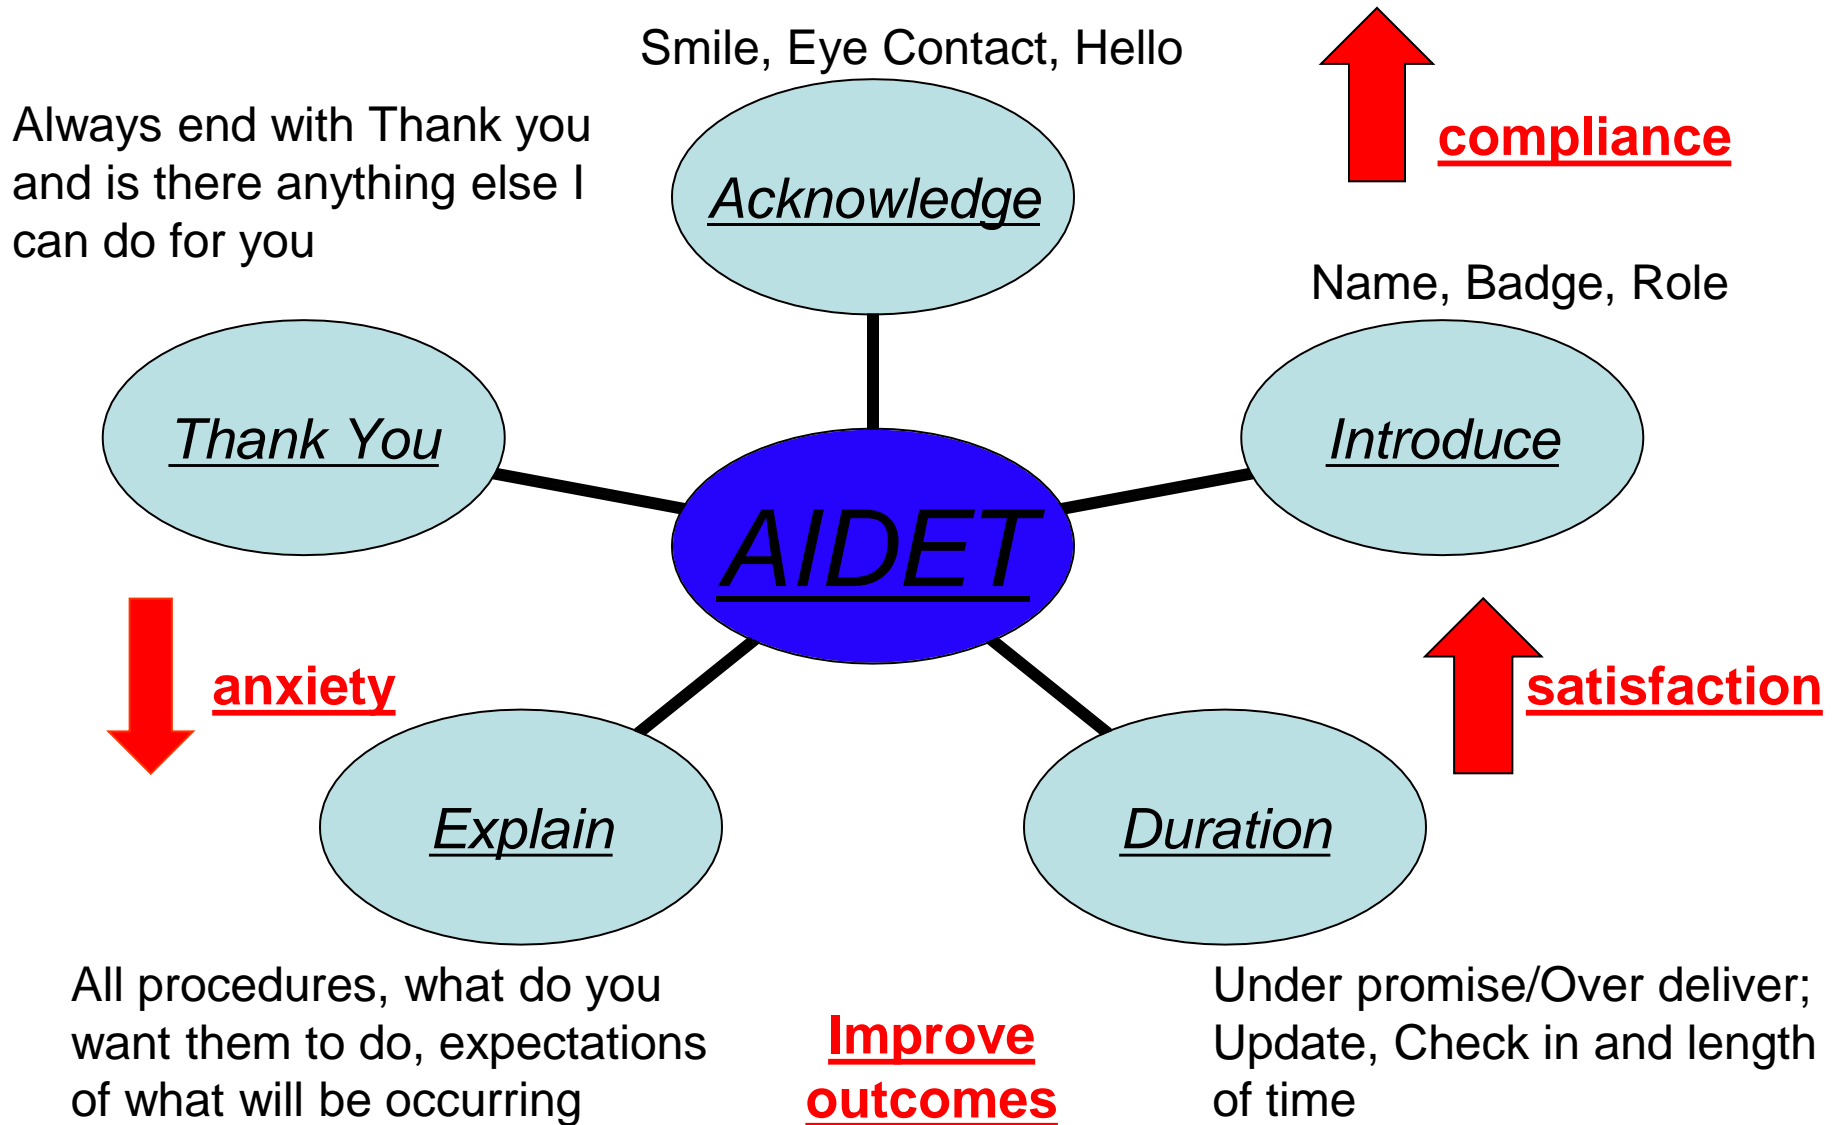 Smile, Eye Contact, Hello
Acknowledge
compliance
Always end with Thank you
and is there anything else I
can do for you
Name, Badge, Role
Thank You
Introduce
AIDET
anxiety
satisfaction
Explain
Duration
All procedures, what do you
want them to do, expectations
of what will be occurring
Improve
outcomes
Under promise/Over deliver;
Update, Check in and length
of time